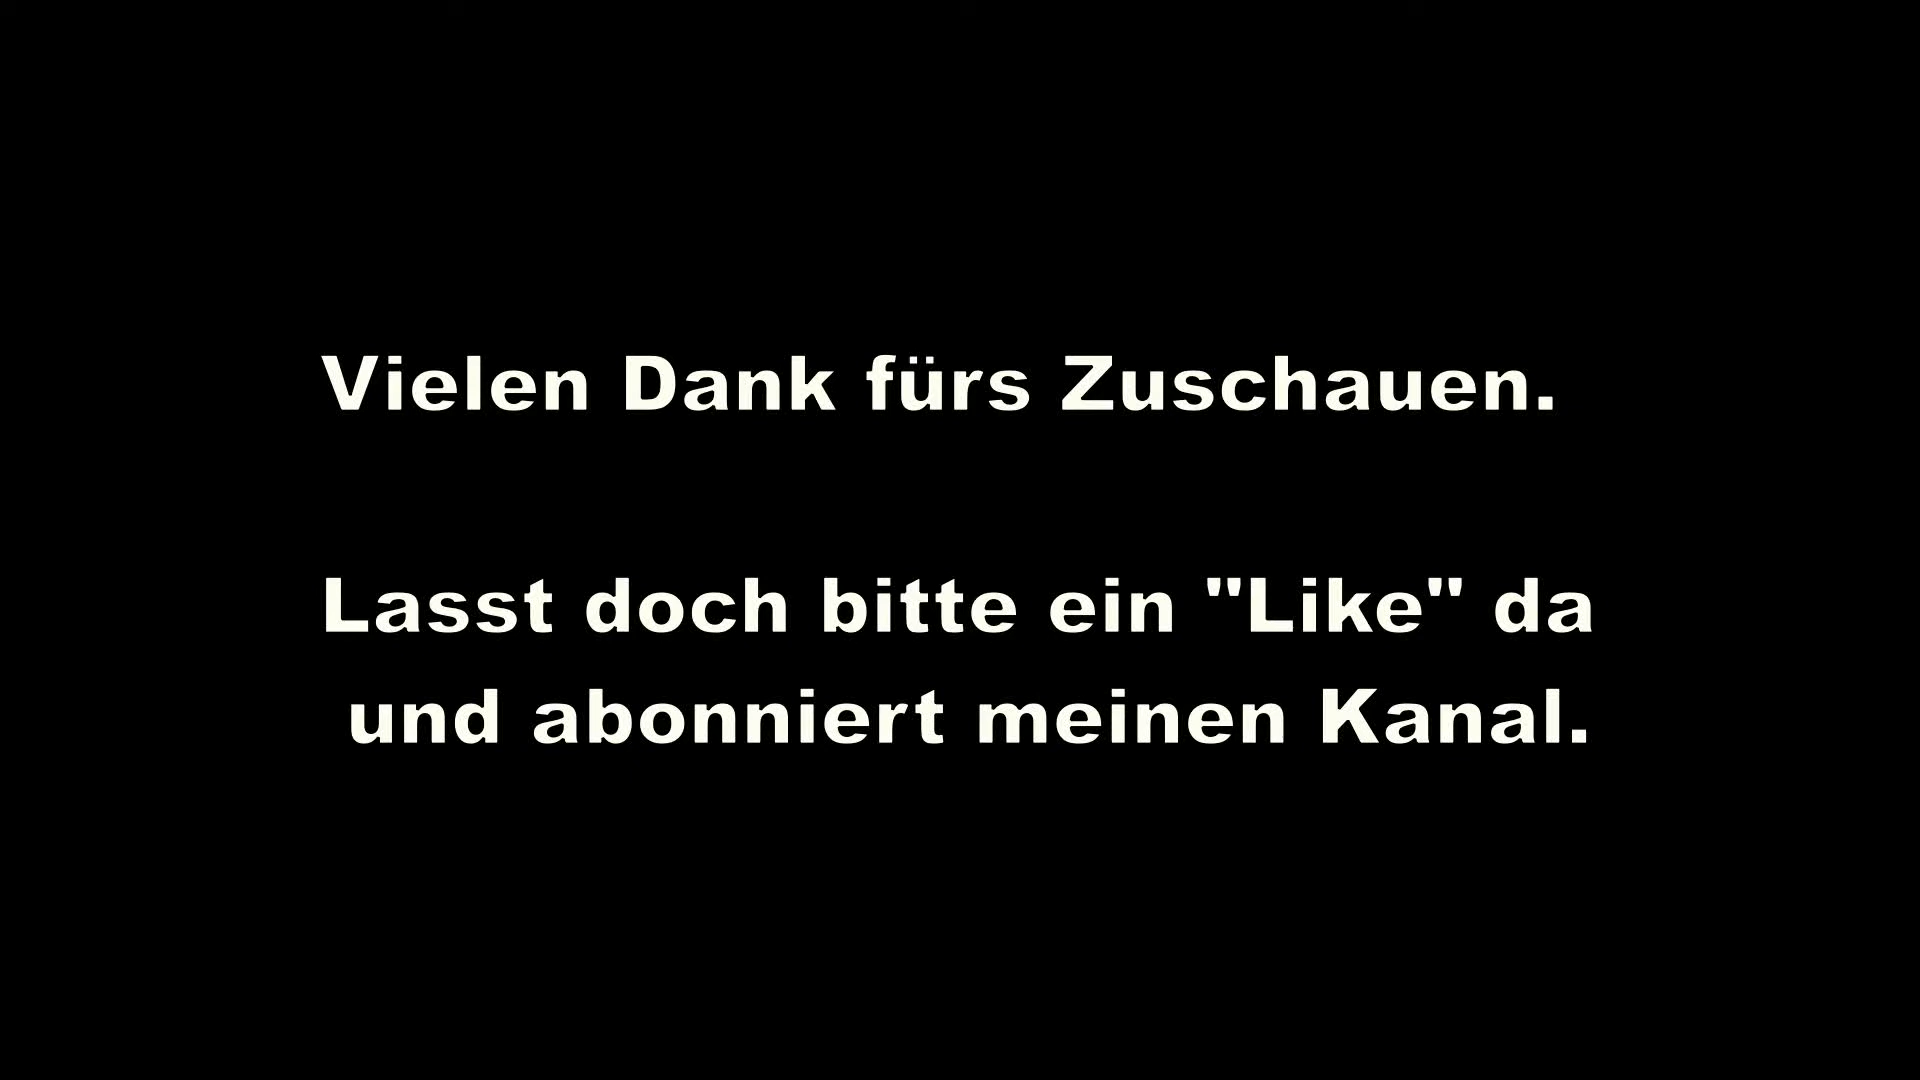 Vielen Dank fürs Zuschauen.
Lasst doch bitte ein "Like" da
und abonniert meinen Kanal.